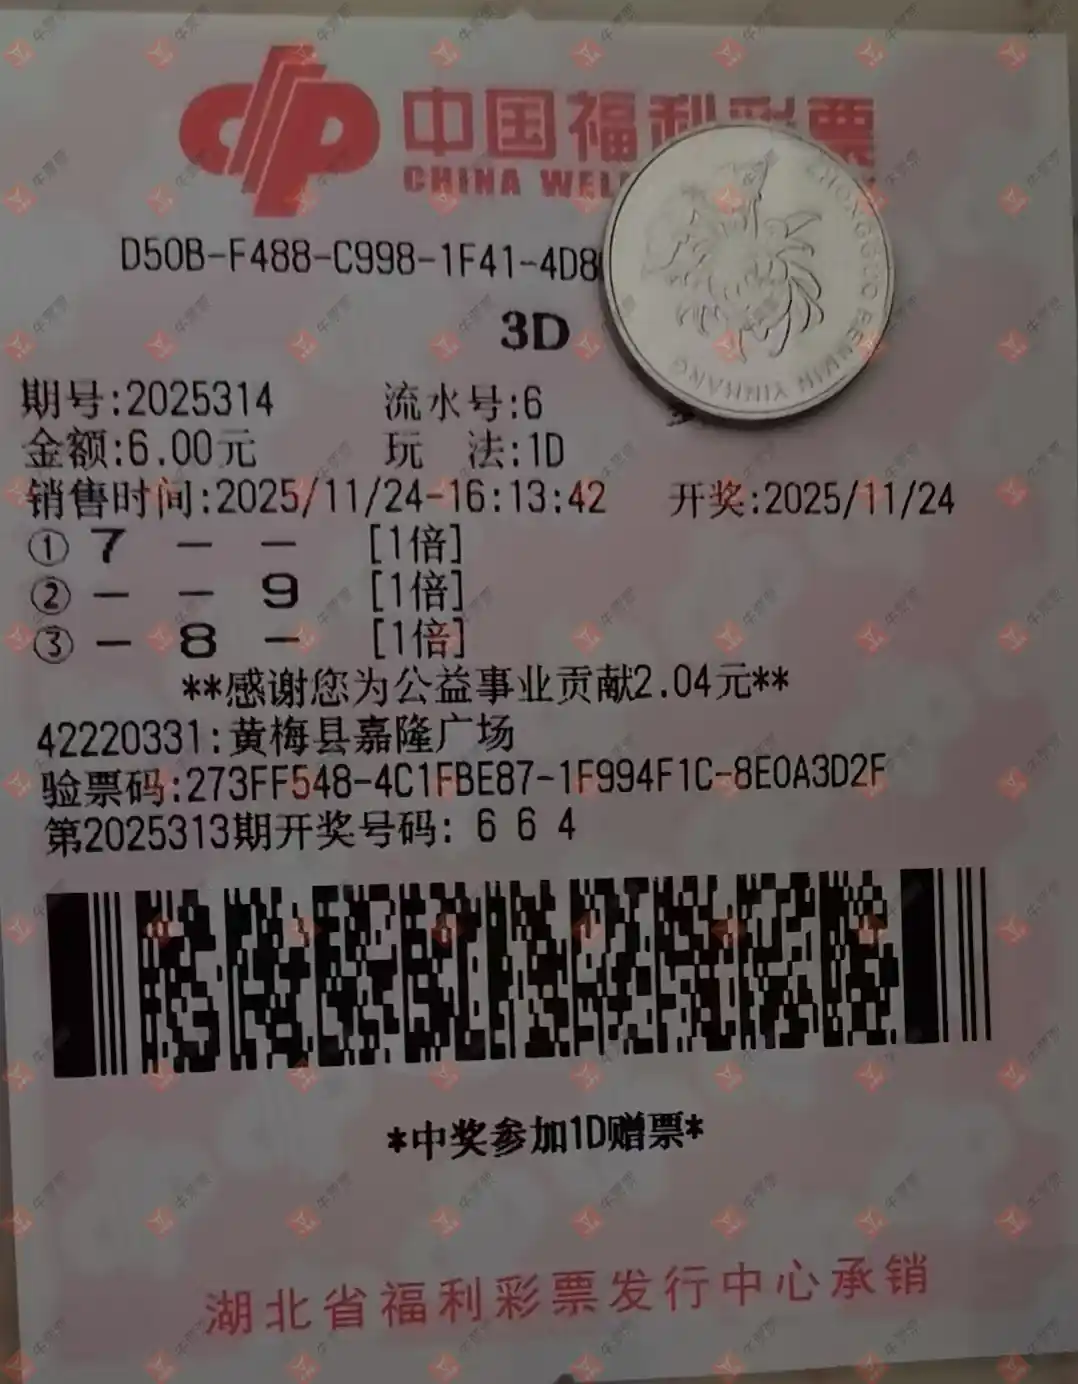 中国福利彩票
CHINA WEL
D50B-F488-C998-1F41-4D8
ZHONGGUO RENMIN YINHANG
3D
期号:2025314 流水号:6
金额:6.00元 玩 法:1D
销售时间:2025/11/24-16:13:42 开奖:2025/11/24
① 7 - - [1倍]
② - - 9 [1倍]
③ - 8 - [1倍]
**感谢您为公益事业贡献2.04元**
42220331:黄梅县嘉隆广场
验票码:273FF548-4C1FBE87-1F994F1C-8E0A3D2F
第2025313期开奖号码: 6 6 4
*中奖参加1D赠票*
湖北省福利彩票发行中心承销